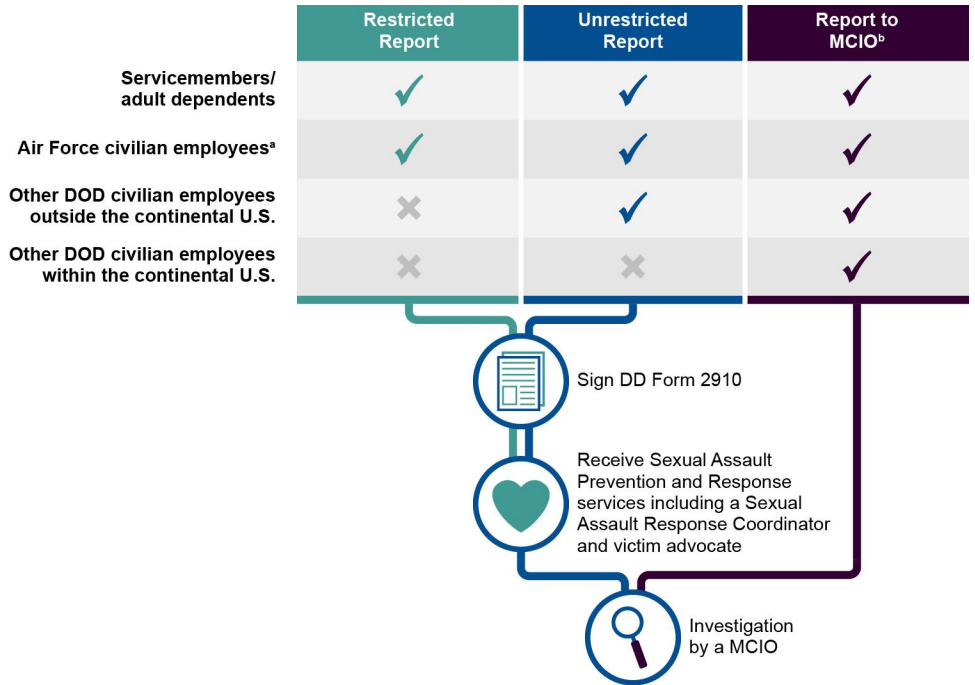 Restricted
Report
Unrestricted
Report
Report to
MCIOᵇ
Servicemembers/
adult dependents
Air Force civilian employeesᵃ
Other DOD civilian employees
outside the continental U.S.
Other DOD civilian employees
within the continental U.S.
Sign DD Form 2910
Receive Sexual Assault
Prevention and Response
services including a Sexual
Assault Response Coordinator
and victim advocate
Investigation
by a MCIO